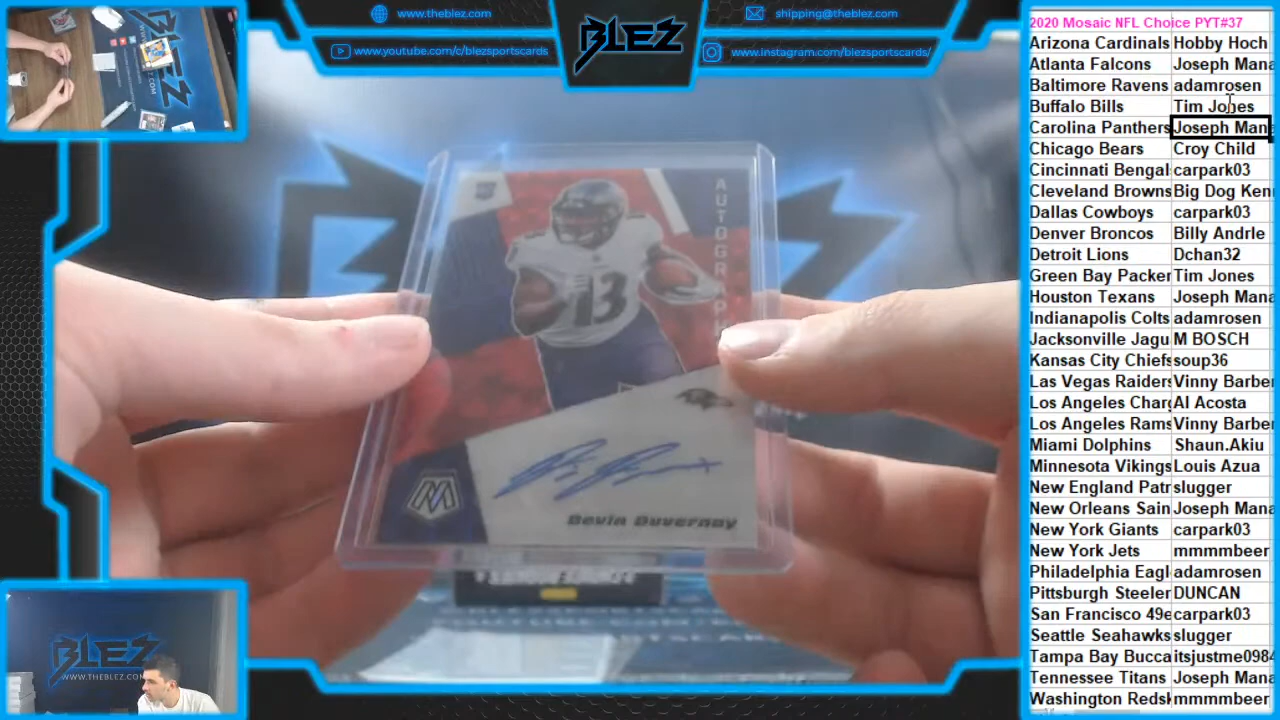 www.theblez.com
www.youtube.com/c/blezsportscards
BLEZ
shipping@theblez.co
www.instagram.com/blezsportscards/
2020 Mosaic NFL Choice PYT#37
Arizona Cardinals Hobby Hoch
Atlanta Falcons Joseph Mana
Baltimore Ravens adamrosen
Buffalo Bills Tim Jones
Carolina Panthers Joseph Mana
Chicago Bears Croy Child
Cincinnati Bengal carpark03
Cleveland Browns Big Dog Ken
Dallas Cowboys carpark03
Denver Broncos Billy Andrle
Detroit Lions Dchan32
Green Bay Packer Tim Jones
Houston Texans Joseph Mana
Indianapolis Colts adamrosen
Jacksonville Jagu M BOSCH
Kansas City Chiefs soup36
Las Vegas Raiders Vinny Barber
Los Angeles Charg Al Acosta
Los Angeles Rams Vinny Barber
Miami Dolphins Shaun.Akiu
Minnesota Vikings Louis Azua
New England Patr slugger
New Orleans Sain Joseph Mana
New York Giants carpark03
New York Jets mmmmbeer
Philadelphia Eagl adamrosen
Pittsburgh Steeler DUNCAN
San Francisco 49e carpark03
Seattle Seahawks slugger
Tampa Bay Bucca itsjustme0984
Tennessee Titans Joseph Mana
Washington Redsk mmmmbeer
RC
AUTOGR
13
M
Devin Duvernay
BLEZ
WWW.THEBLEZ.COM